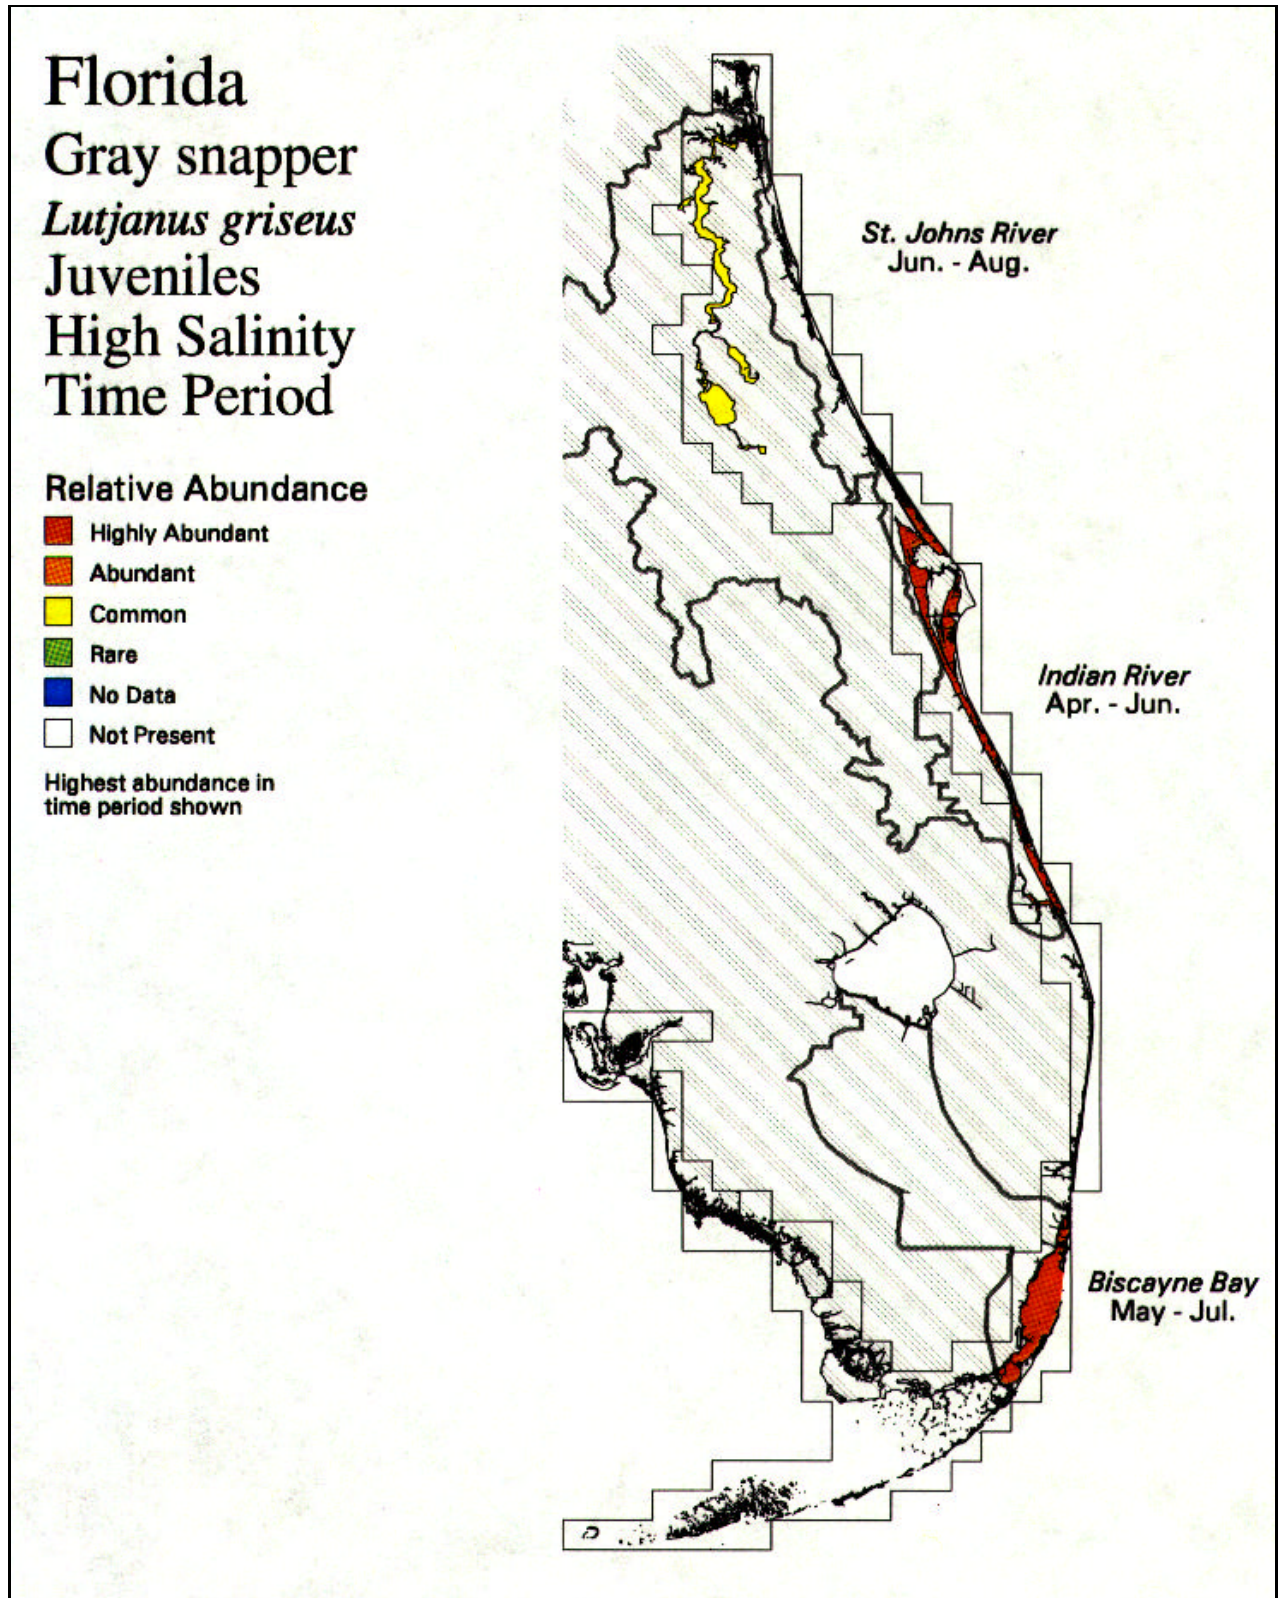 Florida
Gray snapper
Lutjanus griseus
Juveniles
High Salinity
Time Period
Relative Abundance
Highly Abundant
Abundant
Common
Rare
No Data
Not Present
Highest abundance in
time period shown
St. Johns River
Jun. - Aug.
Indian River
Apr. - Jun.
Biscayne Bay
May - Jul.